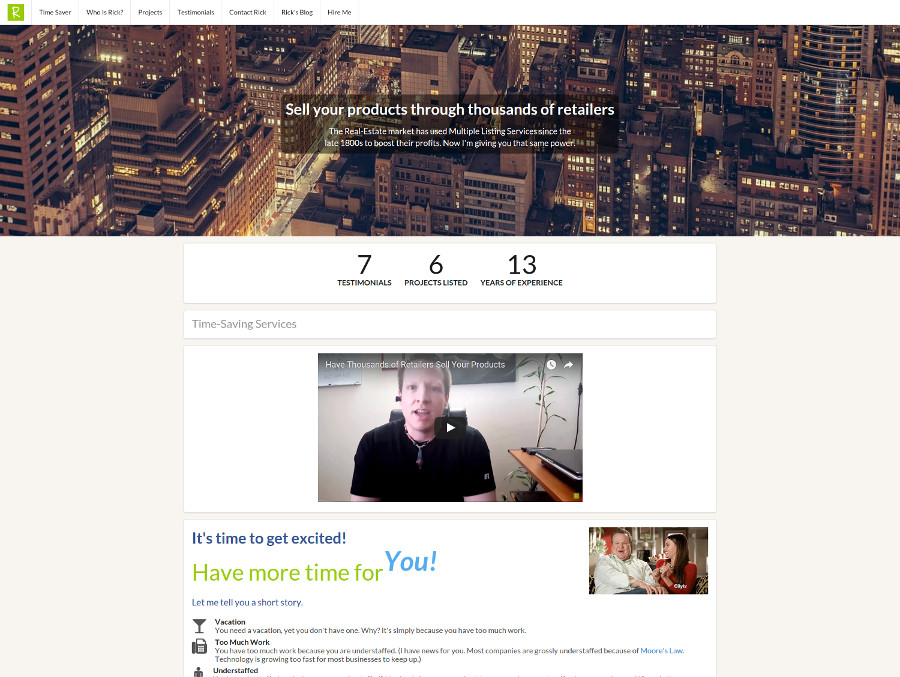 R
Time Saver
Who is Rick?
Projects
Testimonials
Contact Rick
Rick's Blog
Hire Me
Sell your products through thousands of retailers
The Real-Estate market has used Multiple Listing Services since the
late 1800s to boost their profits. Now I'm giving you that same power.
7
TESTIMONIALS
6
PROJECTS LISTED
13
YEARS OF EXPERIENCE
Time-Saving Services
Have Thousands of Retailers Sell Your Products
It's time to get excited!
Have more time for You!
Let me tell you a short story.
Vacation
You need a vacation, yet you don't have one. Why? It's simply because you have too much work.
Too Much Work
You have too much work because you are understaffed. (I have news for you. Most companies are grossly understaffed because of Moore's Law.
Technology is growing too fast for most businesses to keep up.)
Understaffed